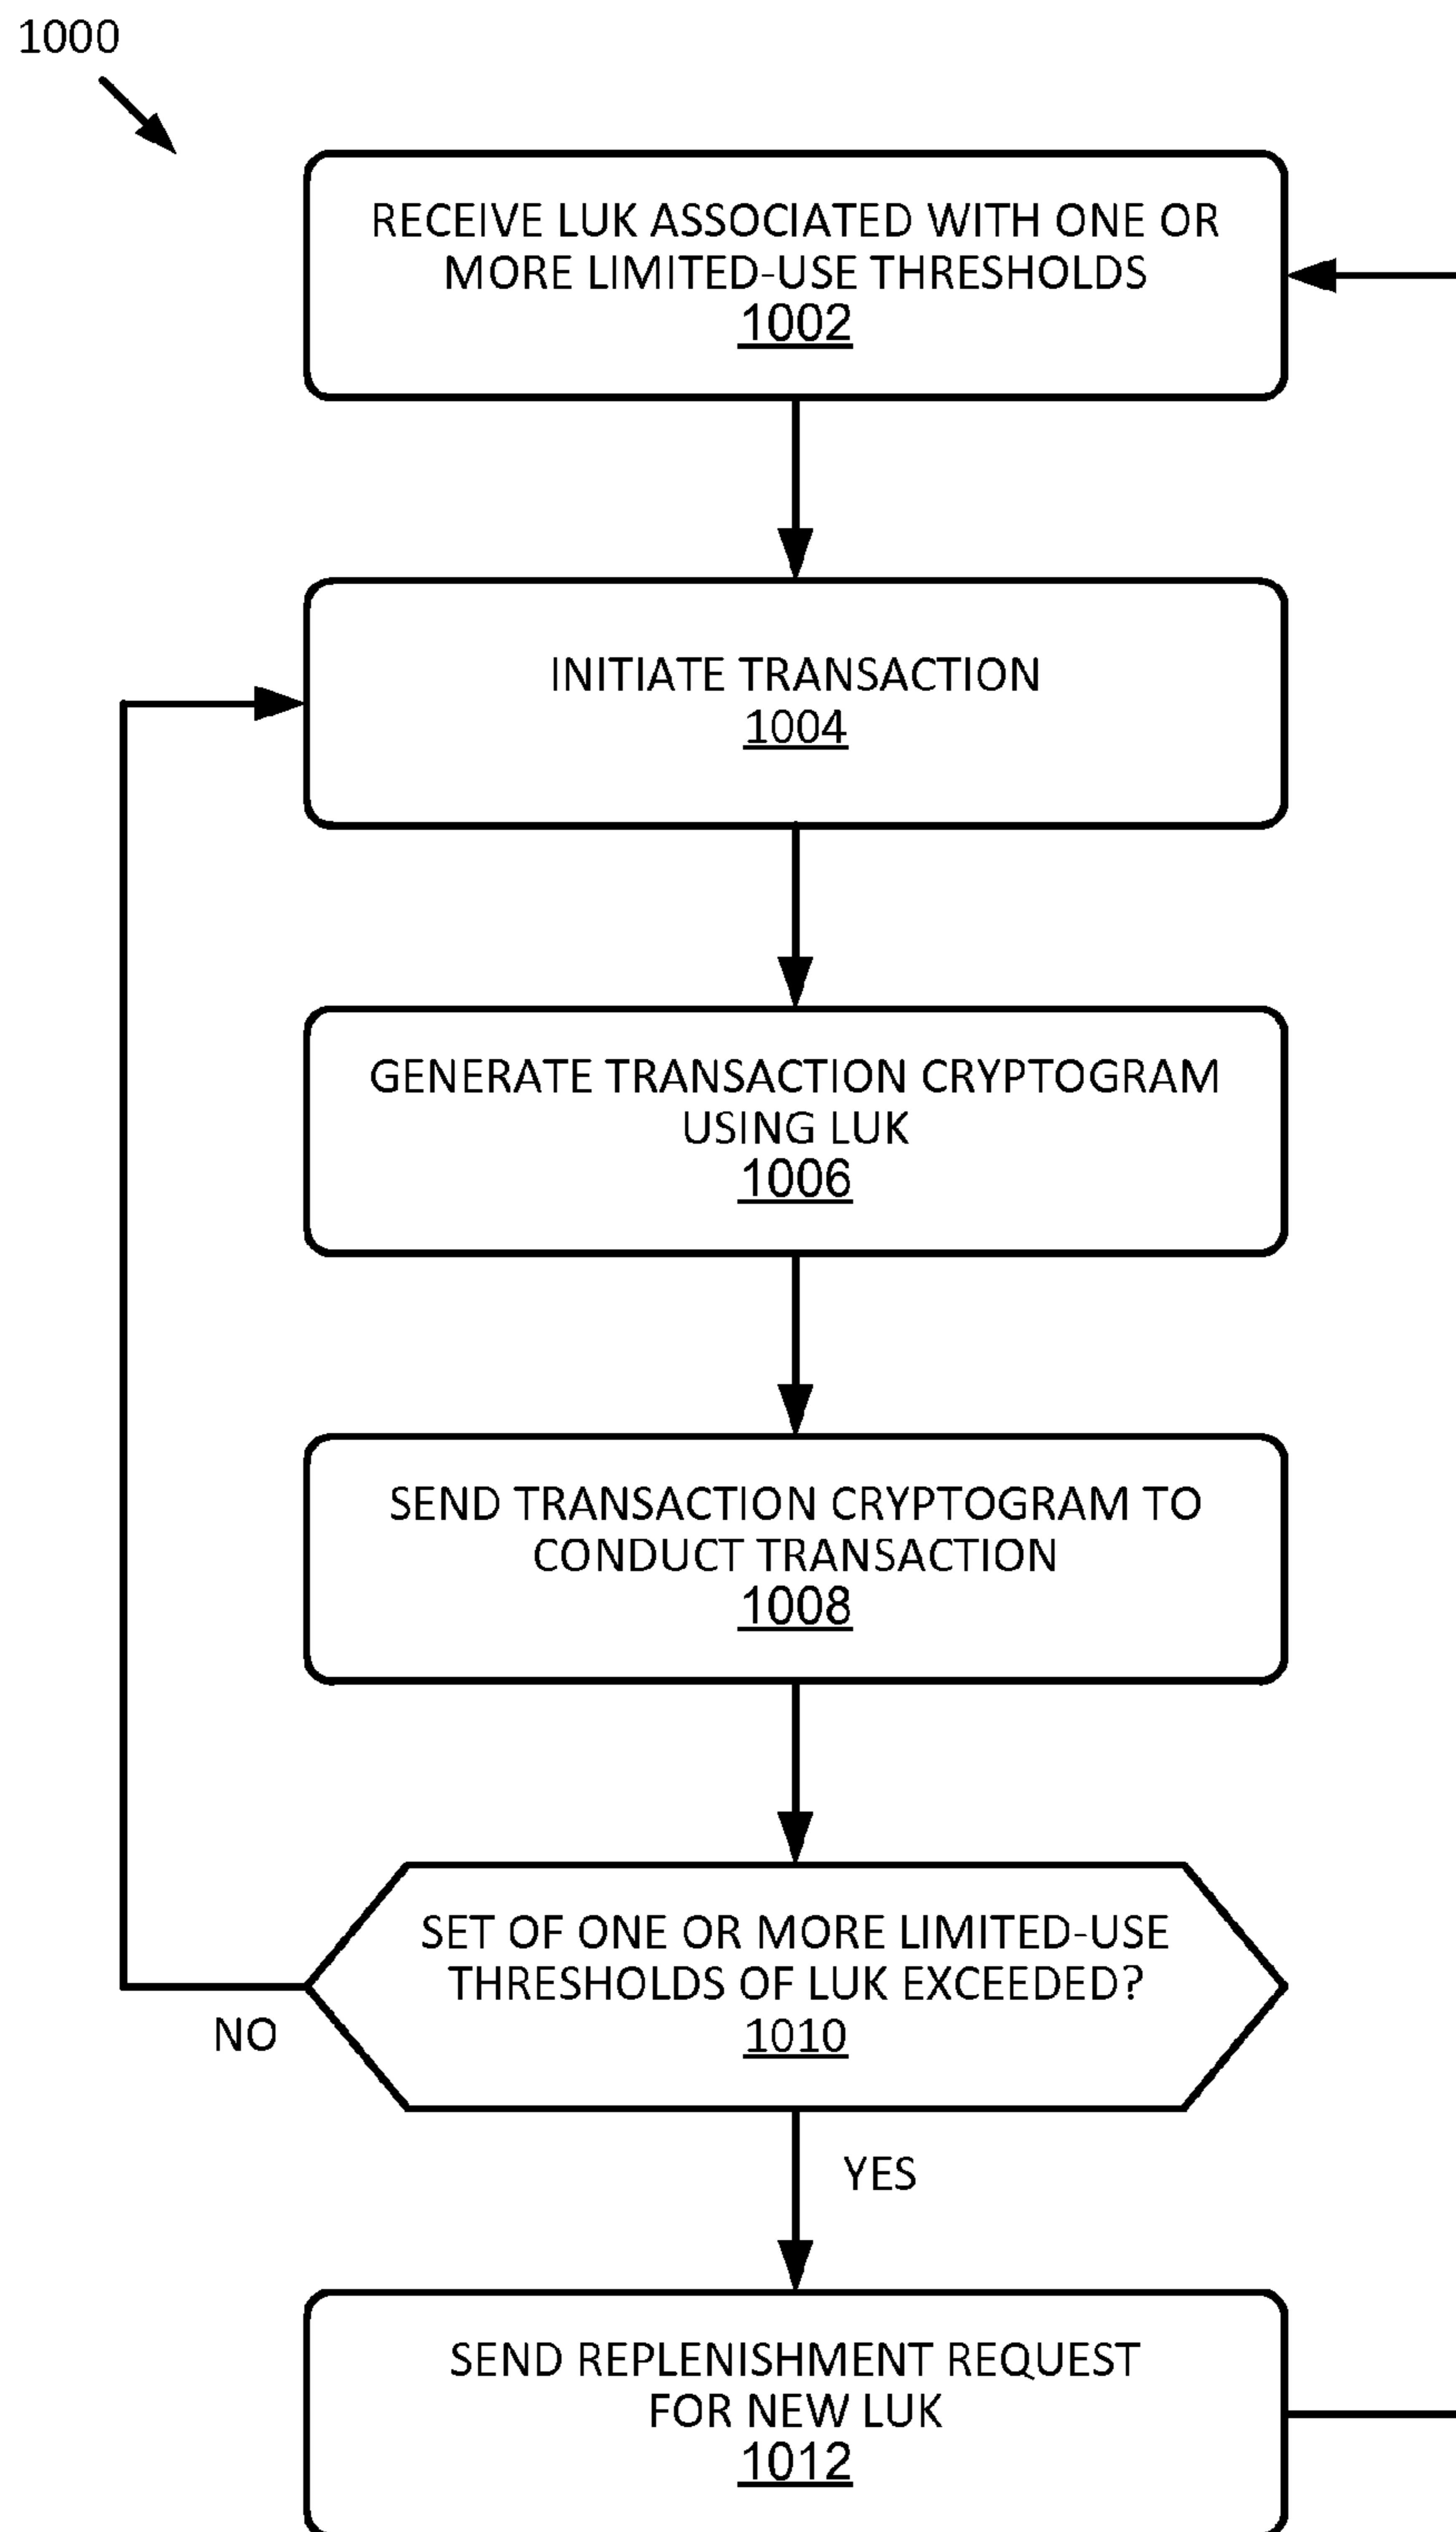 1000
RECEIVE LUK ASSOCIATED WITH ONE OR
MORE LIMITED-USE THRESHOLDS
1002
INITIATE TRANSACTION
1004
GENERATE TRANSACTION CRYPTOGRAM
USING LUK
1006
SEND TRANSACTION CRYPTOGRAM TO
CONDUCT TRANSACTION
1008
SET OF ONE OR MORE LIMITED-USE
THRESHOLDS OF LUK EXCEEDED?
1010
NO
YES
SEND REPLENISHMENT REQUEST
FOR NEW LUK
1012